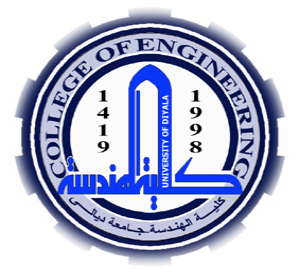 COLLEGE OF ENGINEERING
1419
1998
UNIVERSITY OF DIYALA
كلية الهندسة
كلية الهندسة جامعة ديالى